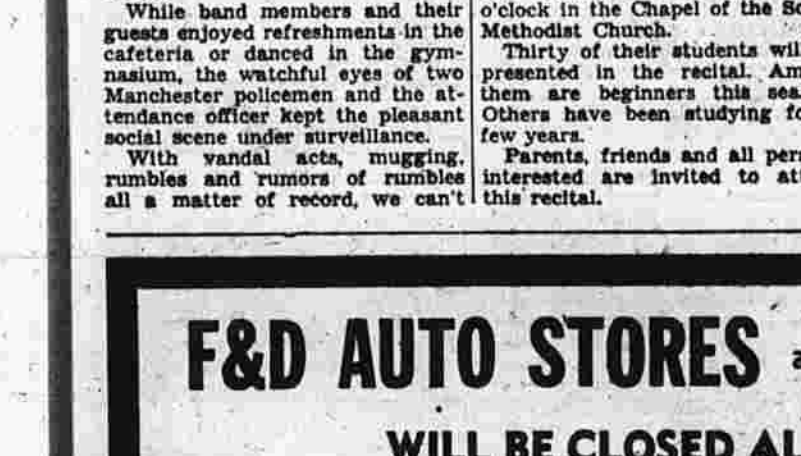 While band members and their
guests enjoyed refreshments in the
cafeteria or danced in the gym-
nasium, the watchful eyes of two
Manchester policemen and the at-
tendance officer kept the pleasant
social scene under surveillance.
With vandal acts, mugging,
rumbles and rumors of rumbles
all a matter of record, we can't
o'clock in the Chapel of the
Methodist Church.
Thirty of their students
presented in the recital.
them are beginners this
Others have been studying
few years.
Parents, friends and all
interested are invited to
this recital.
F&D AUTO STORES
WILL BE CLOSED